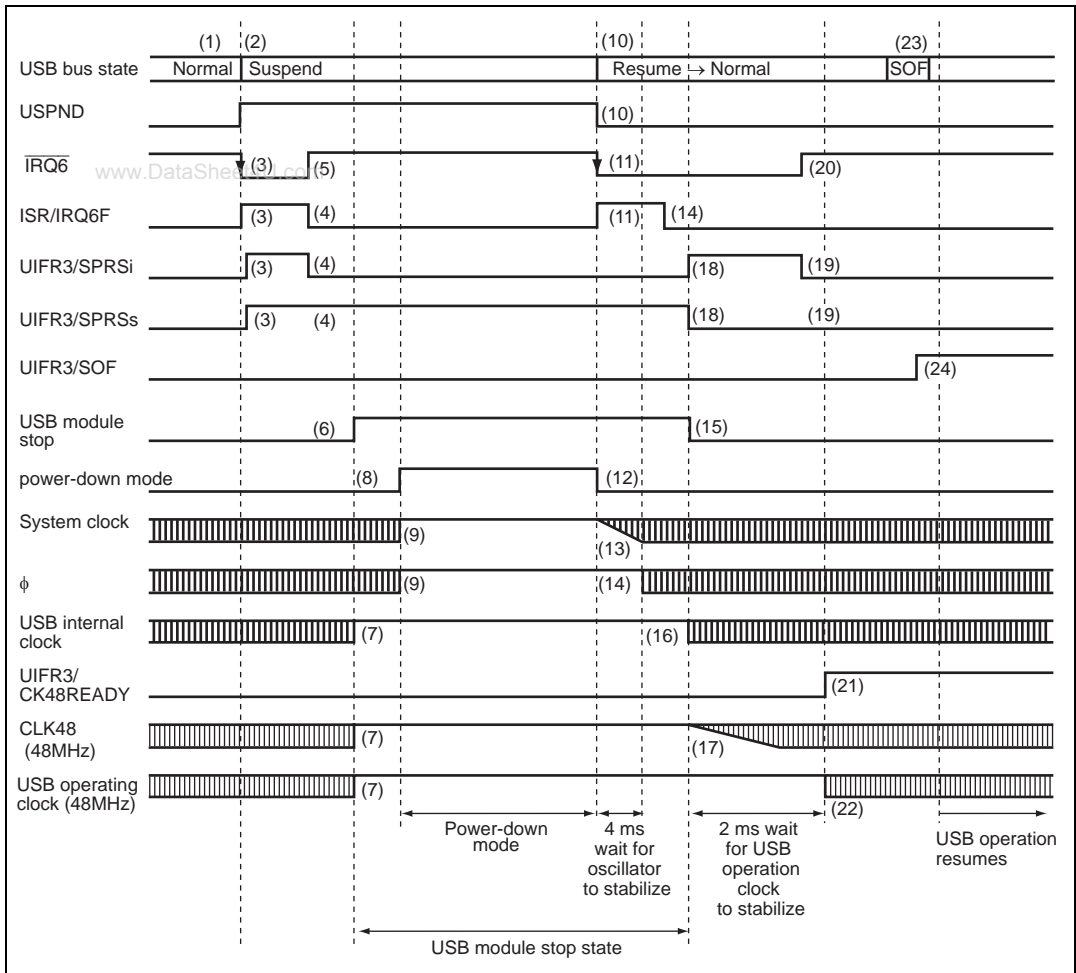 (1) (2) (10) (23)
USB bus state Normal Suspend Resume → Normal SOF
USPND (10)
IRQ6 (3) (5) (11) (20)
www.DataSheet4U.com
ISR/IRQ6F (3) (4) (11) (14)
UIFR3/SPRSi (3) (4) (18) (19)
UIFR3/SPRSs (3) (4) (18) (19)
UIFR3/SOF (24)
USB module
stop (6) (15)
power-down mode (8) (12)
System clock (9) (13)
ϕ (9) (14)
USB internal
clock (7) (16)
UIFR3/
CK48READY (21)
CLK48
(48MHz) (7) (17)
USB operating
clock (48MHz) (7) (22)
Power-down
mode
4 ms
wait for
oscillator
to stabilize
2 ms wait
for USB
operation
clock
to stabilize
USB operation
resumes
USB module stop state